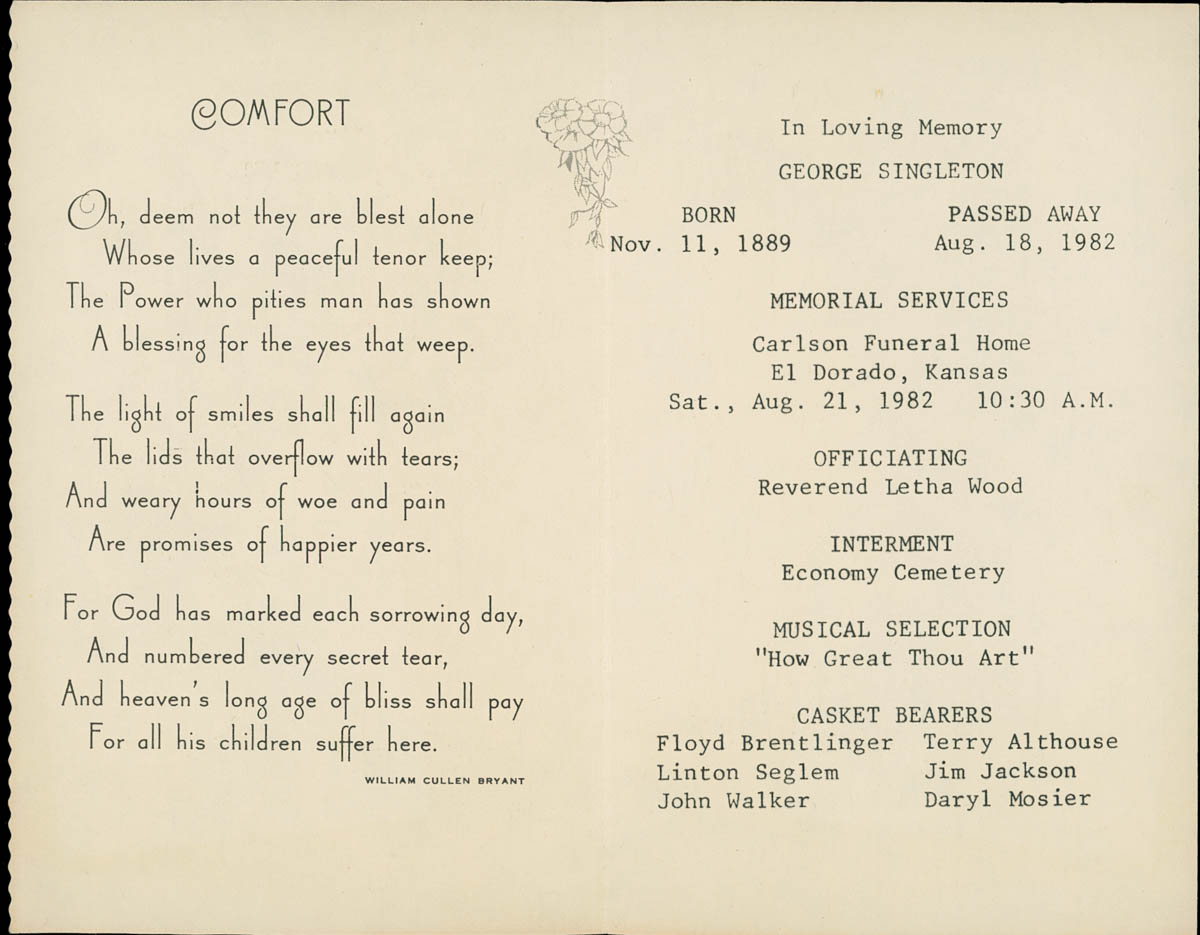 COMFORT
Oh, deem not they are blest alone
Whose lives a peaceful tenor keep;
The Power who pities man has shown
A blessing for the eyes that weep.
The light of smiles shall fill again
The lids that overflow with tears;
And weary hours of woe and pain
Are promises of happier years.
For God has marked each sorrowing day,
And numbered every secret tear,
And heaven's long age of bliss shall pay
For all his children suffer here.
WILLIAM CULLEN BRYANT
In Loving Memory
GEORGE SINGLETON
BORN PASSED AWAY
Nov. 11, 1889 Aug. 18, 1982
MEMORIAL SERVICES
Carlson Funeral Home
El Dorado, Kansas
Sat., Aug. 21, 1982 10:30 A.M.
OFFICIATING
Reverend Letha Wood
INTERMENT
Economy Cemetery
MUSICAL SELECTION
"How Great Thou Art"
CASKET BEARERS
Floyd Brentlinger Terry Althouse
Linton Seglem Jim Jackson
John Walker Daryl Mosier